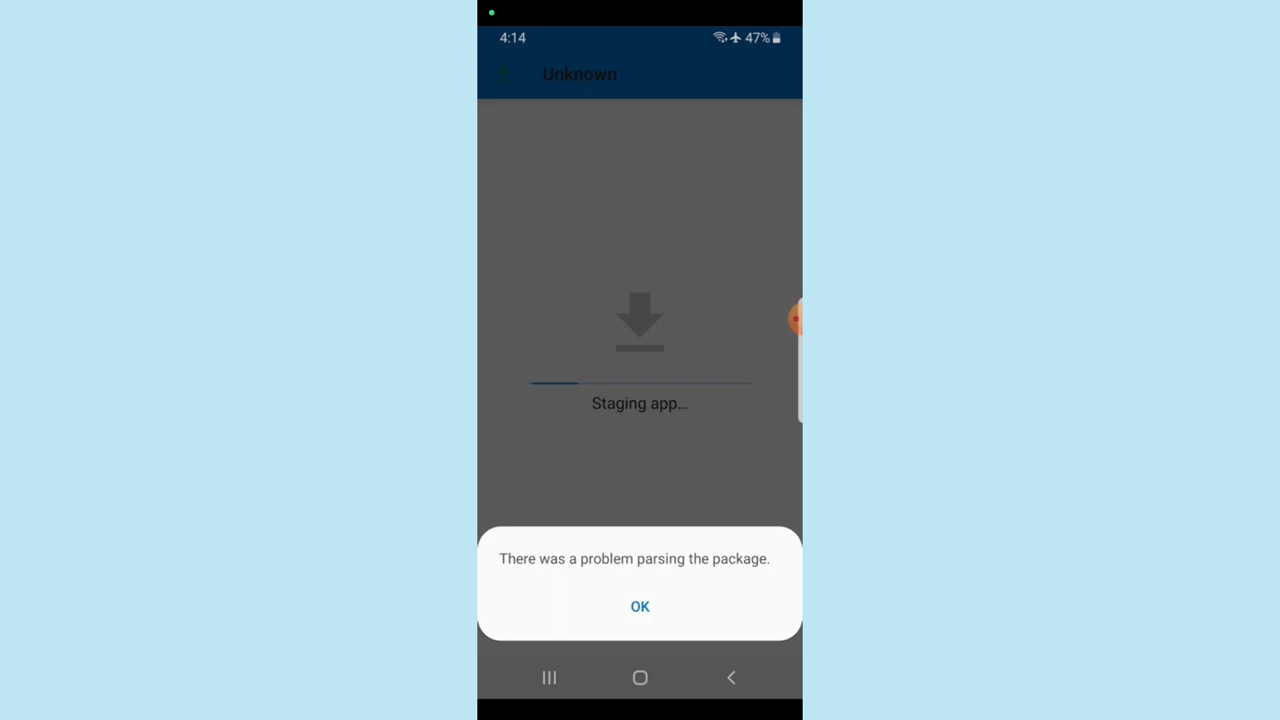 4:14
47%
Unknown
Staging app...
There was a problem parsing the package.
OK